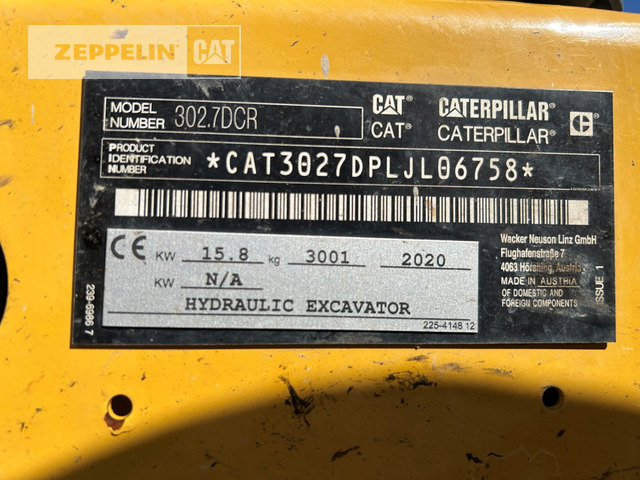 ZEPPELIN CAT
MODEL NUMBER 302.7DCR
CAT® CATERPILLAR®
CAT® CATERPILLAR®
PRODUCT IDENTIFICATION NUMBER *CAT3027DPLJL06758*
CE KW 15.8 kg 3001 2020
KW N/A
HYDRAULIC EXCAVATOR
225-4148 12
239-6986 7
Wacker Neuson Linz GmbH
Flughafenstraße 7
4063 Hörsching, Austria
MADE IN AUSTRIA
OF DOMESTIC AND
FOREIGN COMPONENTS
ISSUE 1